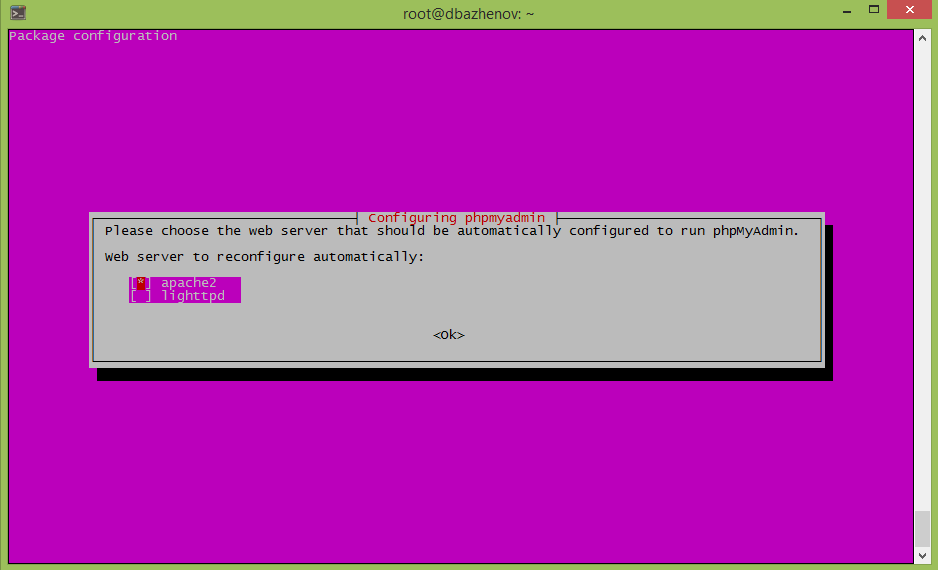 root@dbazhenov: ~
Package configuration
Configuring phpmyadmin
Please choose the web server that should be automatically configured to run phpMyAdmin.
Web server to reconfigure automatically:
[*] apache2
[ ] lighttpd
<Ok>